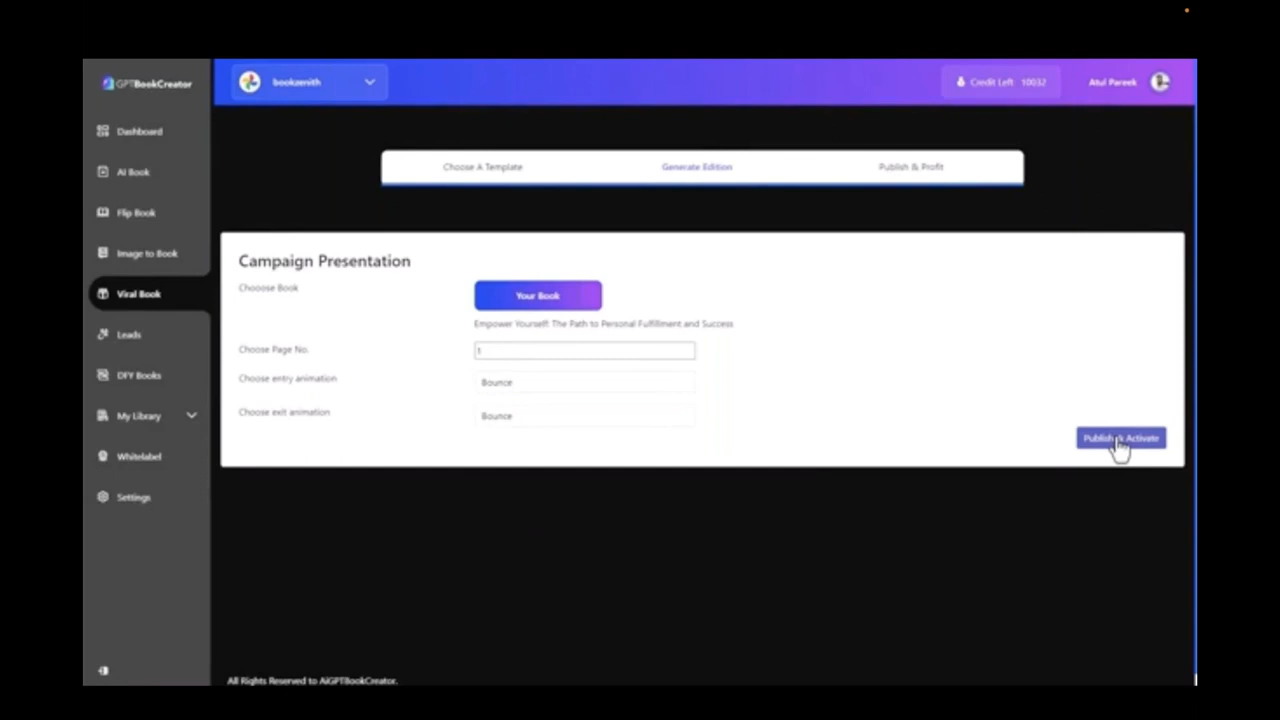 GPTBookCreator
bookzenith
Credit Left 10032
Atul Pareek
Dashboard
AI Book
Flip Book
Image to Book
Viral Book
Leads
DFY Books
My Library
Whitelabel
Settings
Choose A Template
Generate Edition
Publish & Profit
Campaign Presentation
Chooose Book
Your Book
Empower Yourself: The Path to Personal Fulfillment and Success
Choose Page No.
1
Choose entry animation
Bounce
Choose exit animation
Bounce
Publish & Activate
All Rights Reserved to AiGPTBookCreator.